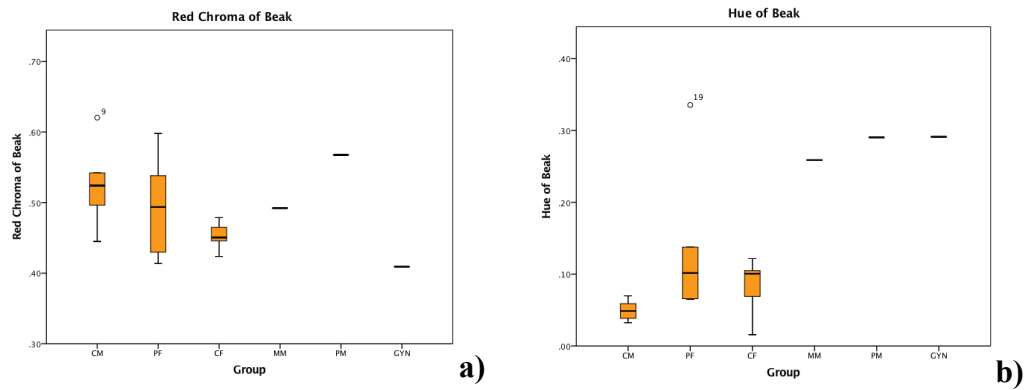 Red Chroma of Beak
.70
9
.60
.50
.40
.30
Red Chroma of Beak
CM PF CF MM PM GYN
Group
a)
Hue of Beak
.40
19
.30
.20
.10
.00
Hue of Beak
CM PF CF MM PM GYN
Group
b)